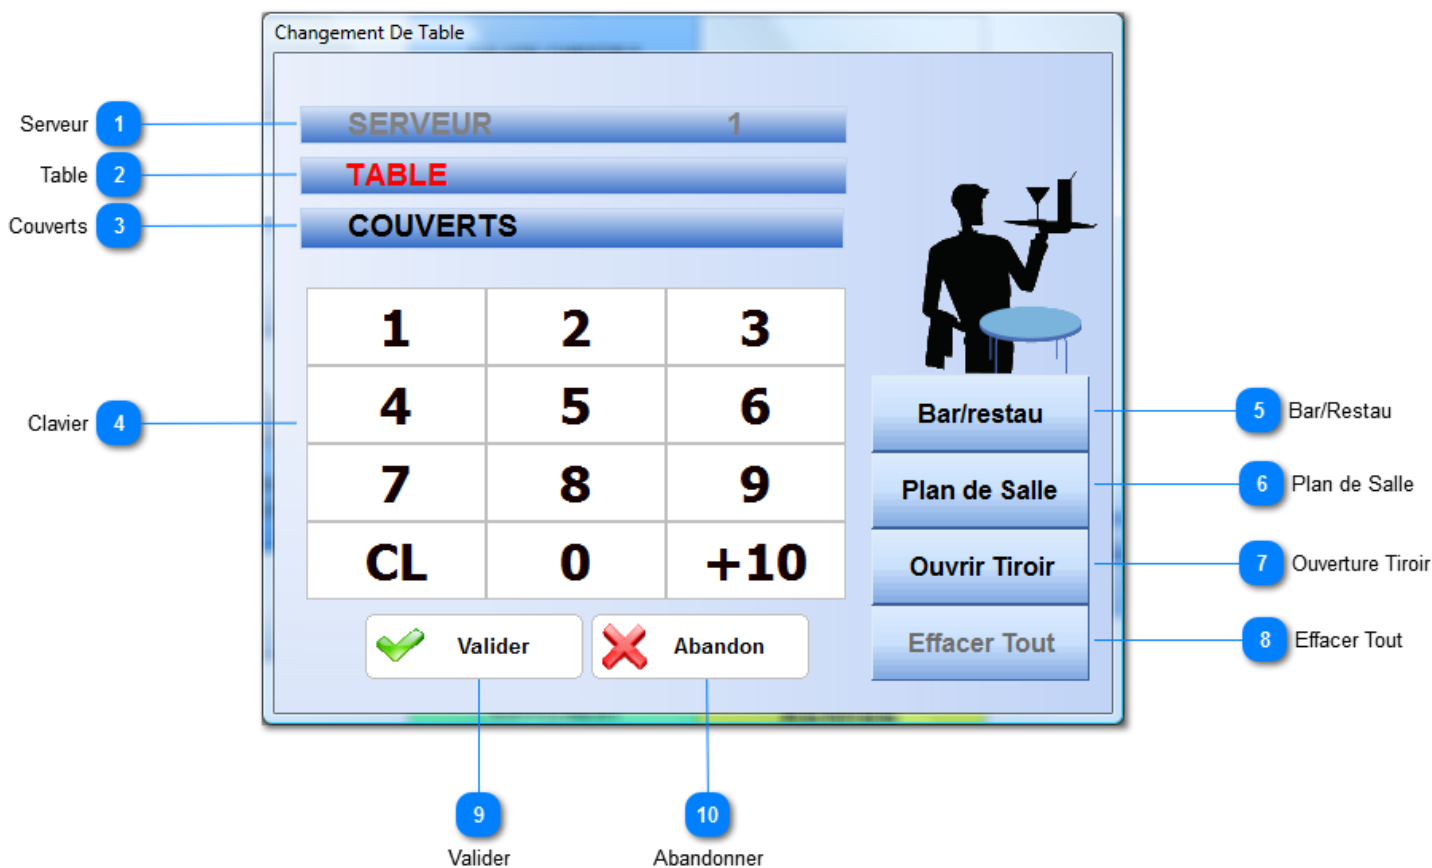 Changement De Table
Serveur 1
SERVEUR 1
Table 2
TABLE
Couverts 3
COUVERTS
1 2 3
4 5 6
7 8 9
CL 0 +10
Clavier 4
Bar/restau
5 Bar/Restau
Plan de Salle
6 Plan de Salle
Ouvrir Tiroir
7 Ouverture Tiroir
Effacer Tout
8 Effacer Tout
Valider
Abandon
9
Valider
10
Abandonner